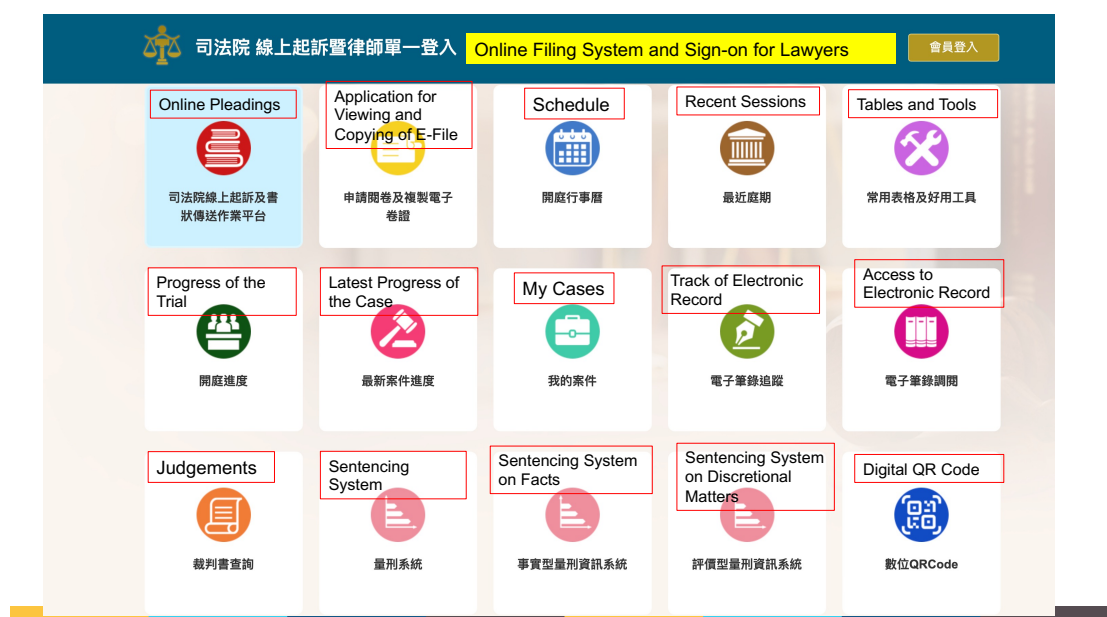 司法院 線上起訴暨律師單一登入
Online Filing System and Sign-on for Lawyers
會員登入
Online Pleadings
司法院線上起訴及書
狀傳送作業平台
Application for
Viewing and
Copying of E-File
申請閱卷及複製電子
卷證
Schedule
開庭行事曆
Recent Sessions
最近庭期
Tables and Tools
常用表格及好用工具
Progress of the
Trial
開庭進度
Latest Progress of
the Case
最新案件進度
My Cases
我的案件
Track of Electronic
Record
電子筆錄追蹤
Access to
Electronic Record
電子筆錄調閱
Judgements
裁判書查詢
Sentencing
System
量刑系統
Sentencing System
on Facts
事實型量刑資訊系統
Sentencing System
on Discretional
Matters
評價型量刑資訊系統
Digital QR Code
數位QRCode